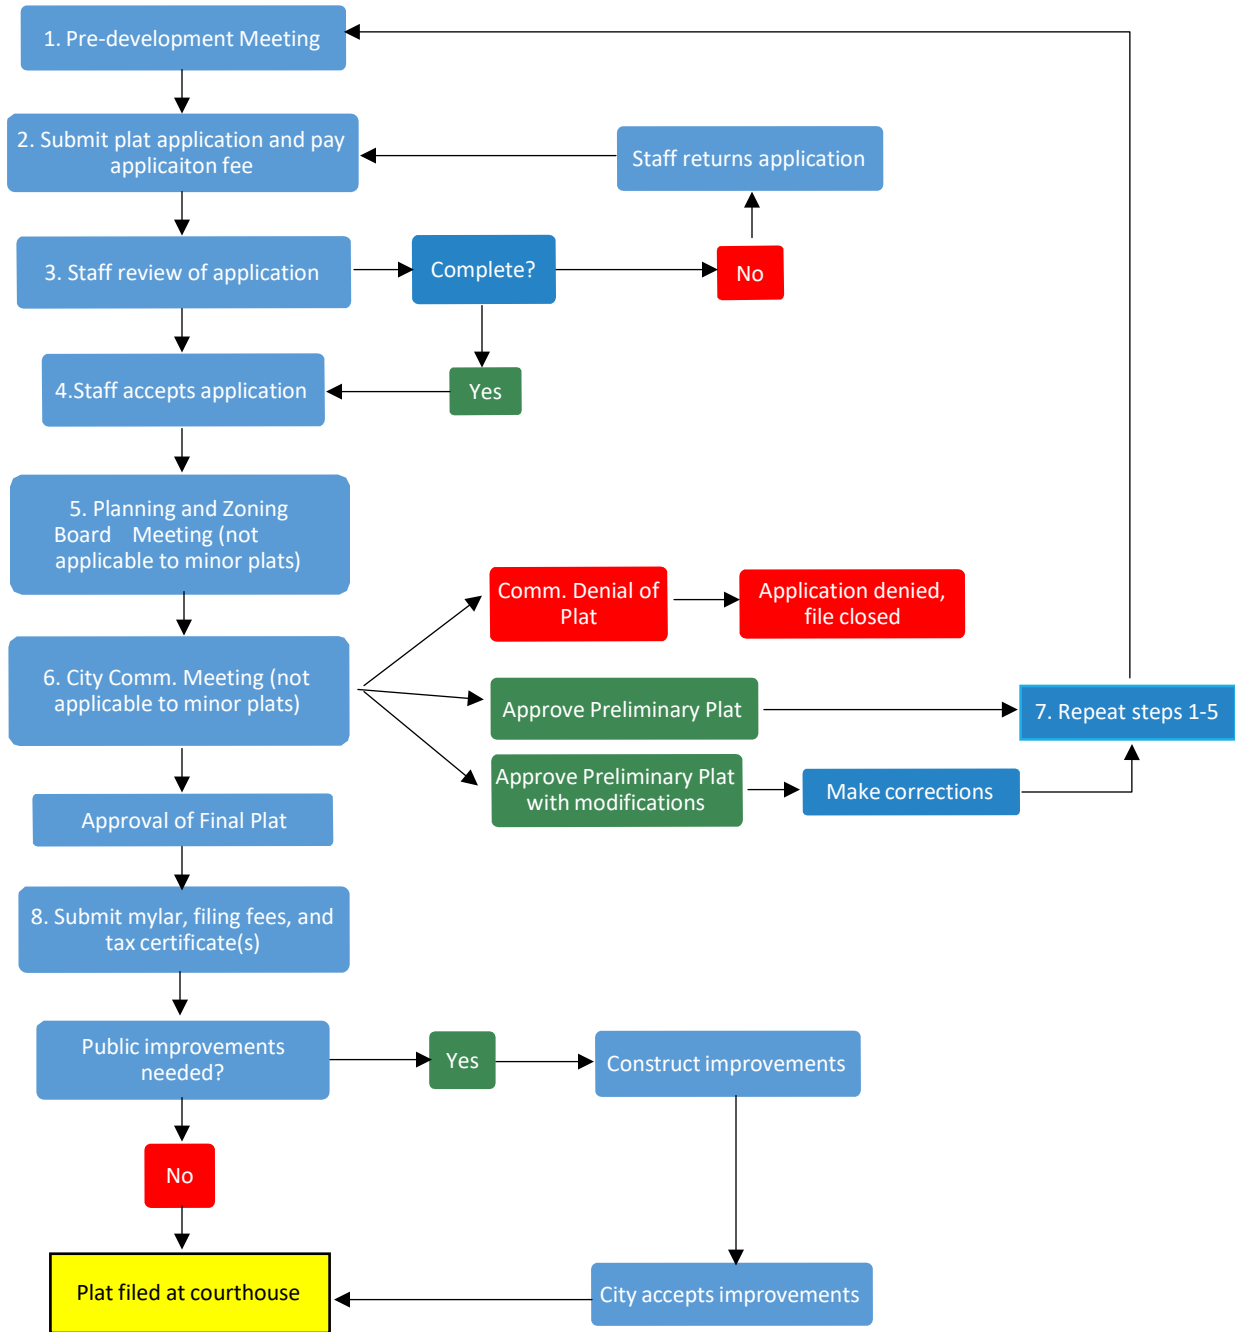 1. Pre-development Meeting
2. Submit plat application and pay
applicaiton fee
Staff returns application
3. Staff review of application
Complete?
No
4.Staff accepts application
Yes
5. Planning and Zoning
Board Meeting (not
applicable to minor plats)
Comm. Denial of
Plat
Application denied,
file closed
6. City Comm. Meeting (not
applicable to minor plats)
Approve Preliminary Plat
7. Repeat steps 1-5
Approve Preliminary Plat
with modifications
Make corrections
Approval of Final Plat
8. Submit mylar, filing fees, and
tax certificate(s)
Public improvements
needed?
Yes
Construct improvements
No
Plat filed at courthouse
City accepts improvements